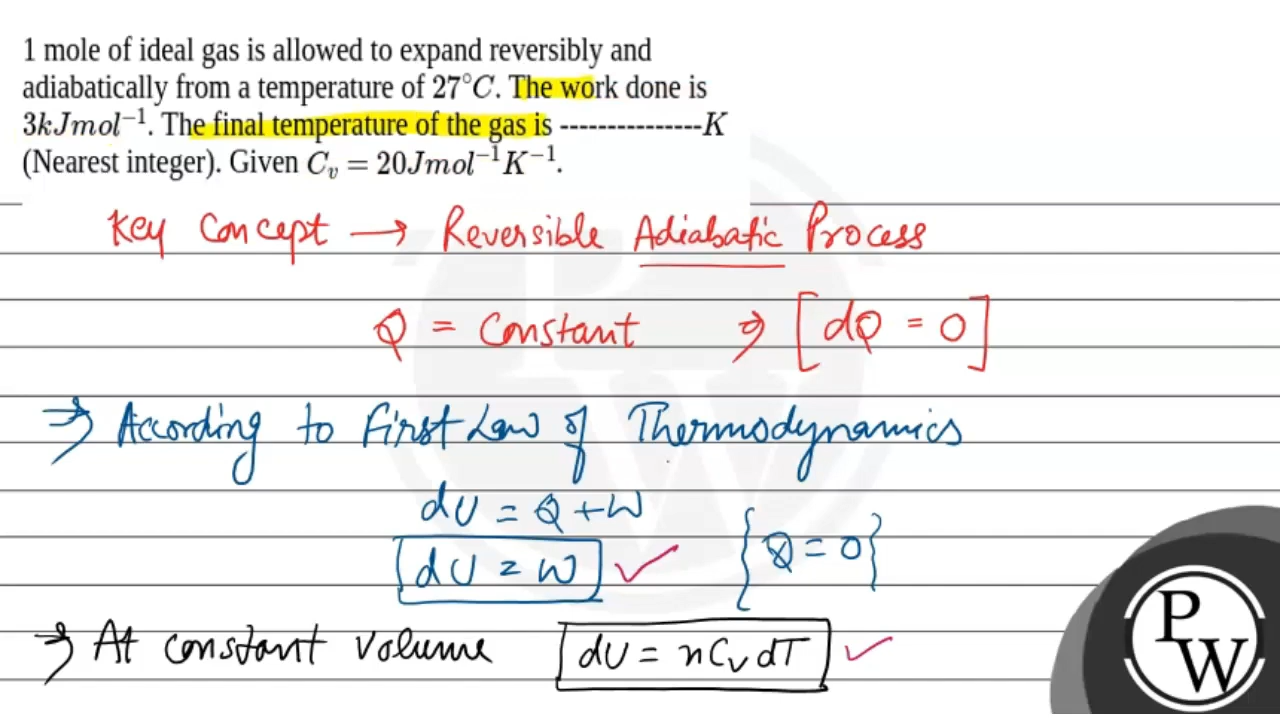 1 mole of ideal gas is allowed to expand reversibly and
adiabatically from a temperature of 27°C. The work done is
3kJmol⁻¹. The final temperature of the gas is ---------------K
(Nearest integer). Given Cᵥ = 20Jmol⁻¹K⁻¹.
Key Concept → Reversible Adiabatic Process
Q = Constant ⇒ [dQ = 0]
⇒ According to First Law of Thermodynamics
dU = Q + W
dU = W ✓ {Q = 0}
⇒ At constant volume dU = nCᵥdT ✓
PW